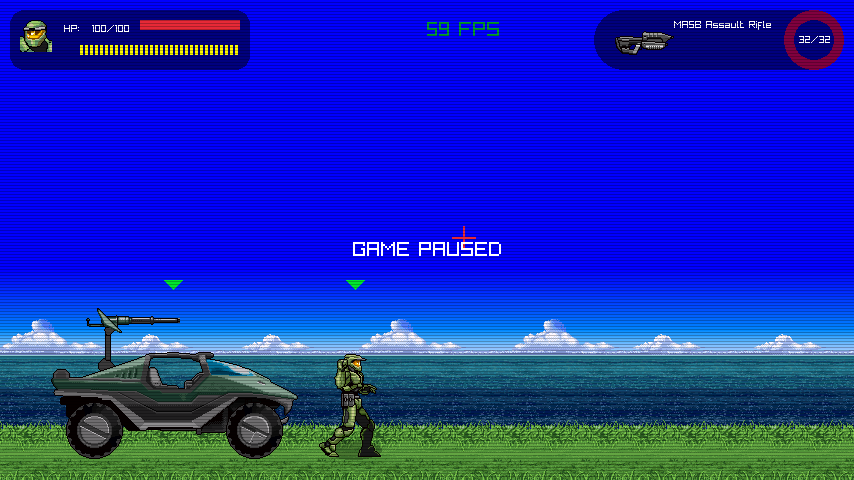 HP: 100/100
59 FPS
MA5B Assault Rifle
32/32
GAME PAUSED